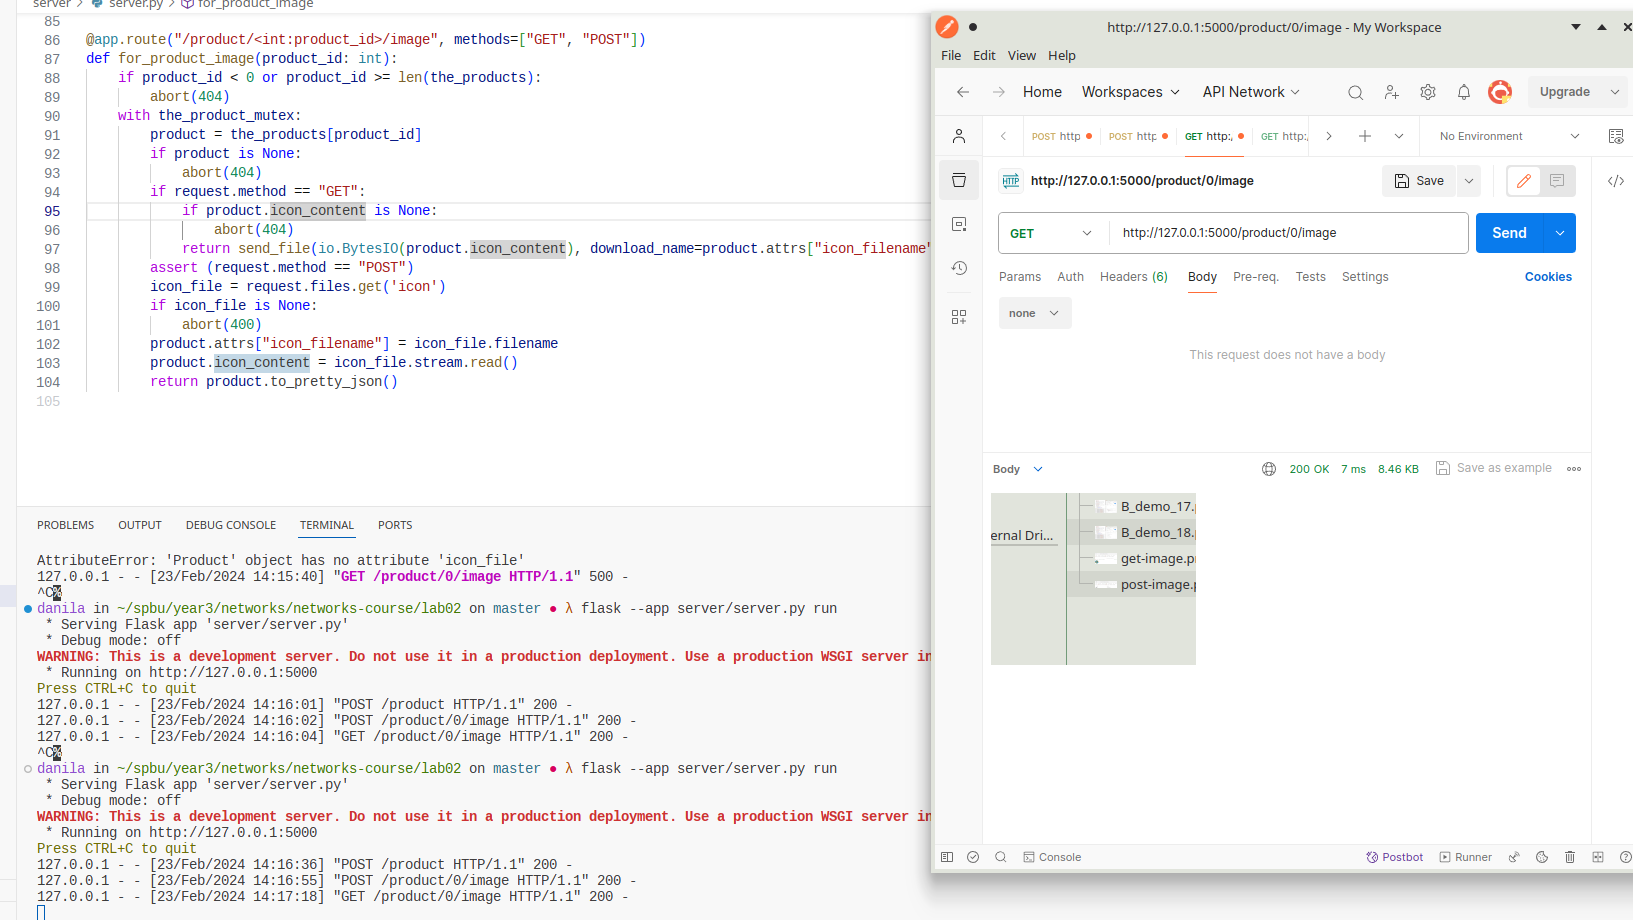 server > server.py > for_product_image
85
86 @app.route("/product/<int:product_id>/image", methods=["GET", "POST"])
87 def for_product_image(product_id: int):
88 if product_id < 0 or product_id >= len(the_products):
89 abort(404)
90 with the_product_mutex:
91 product = the_products[product_id]
92 if product is None:
93 abort(404)
94 if request.method == "GET":
95 if product.icon_content is None:
96 abort(404)
97 return send_file(io.BytesIO(product.icon_content), download_name=product.attrs["icon_filename"
98 assert (request.method == "POST")
99 icon_file = request.files.get('icon')
100 if icon_file is None:
101 abort(400)
102 product.attrs["icon_filename"] = icon_file.filename
103 product.icon_content = icon_file.stream.read()
104 return product.to_pretty_json()
105
PROBLEMS OUTPUT DEBUG CONSOLE TERMINAL PORTS
AttributeError: 'Product' object has no attribute 'icon_file'
127.0.0.1 - - [23/Feb/2024 14:15:40] "GET /product/0/image HTTP/1.1" 500 -
^C%
danila in ~/spbu/year3/networks/networks-course/lab02 on master ● λ flask --app server/server.py run
* Serving Flask app 'server/server.py'
* Debug mode: off
WARNING: This is a development server. Do not use it in a production deployment. Use a production WSGI server in
* Running on http://127.0.0.1:5000
Press CTRL+C to quit
127.0.0.1 - - [23/Feb/2024 14:16:01] "POST /product HTTP/1.1" 200 -
127.0.0.1 - - [23/Feb/2024 14:16:02] "POST /product/0/image HTTP/1.1" 200 -
127.0.0.1 - - [23/Feb/2024 14:16:04] "GET /product/0/image HTTP/1.1" 200 -
^C%
danila in ~/spbu/year3/networks/networks-course/lab02 on master ● λ flask --app server/server.py run
* Serving Flask app 'server/server.py'
* Debug mode: off
WARNING: This is a development server. Do not use it in a production deployment. Use a production WSGI server in
* Running on http://127.0.0.1:5000
Press CTRL+C to quit
127.0.0.1 - - [23/Feb/2024 14:16:36] "POST /product HTTP/1.1" 200 -
127.0.0.1 - - [23/Feb/2024 14:16:55] "POST /product/0/image HTTP/1.1" 200 -
127.0.0.1 - - [23/Feb/2024 14:17:18] "GET /product/0/image HTTP/1.1" 200 -
http://127.0.0.1:5000/product/0/image - My Workspace
File Edit View Help
Home Workspaces API Network Upgrade
POST http POST http GET http:, GET http:, No Environment
HTTP http://127.0.0.1:5000/product/0/image Save
GET http://127.0.0.1:5000/product/0/image Send
Params Auth Headers (6) Body Pre-req. Tests Settings Cookies
none
This request does not have a body
Body 200 OK 7 ms 8.46 KB Save as example
B_demo_17.p
ernal Dri... B_demo_18.p
get-image.pr
post-image.p
Console Postbot Runner